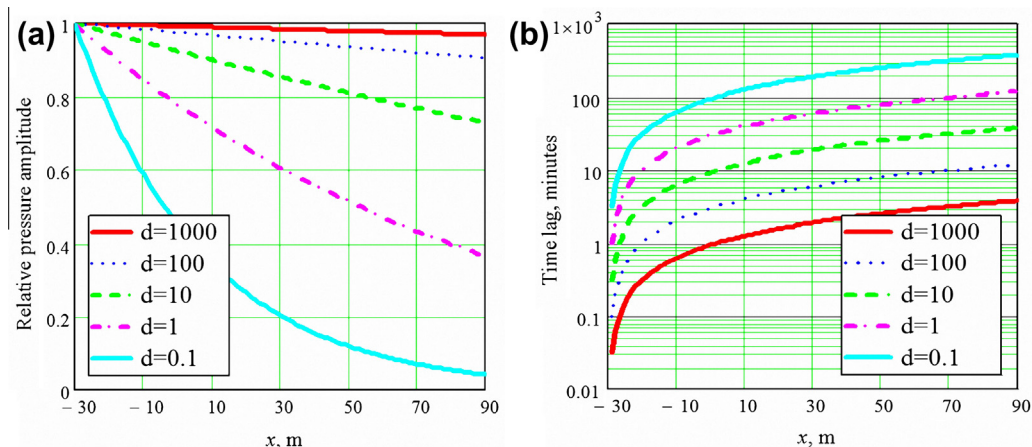 (a)
Relative pressure amplitude
1
0.8
0.6
0.4
0.2
0
d=1000
d=100
d=10
d=1
d=0.1
− 30 − 10 10 30 50 70 90
x, m
(b)
Time lag, minutes
1×10³
100
10
1
0.1
0.01
d=1000
d=100
d=10
d=1
d=0.1
− 30 − 10 10 30 50 70 90
x, m